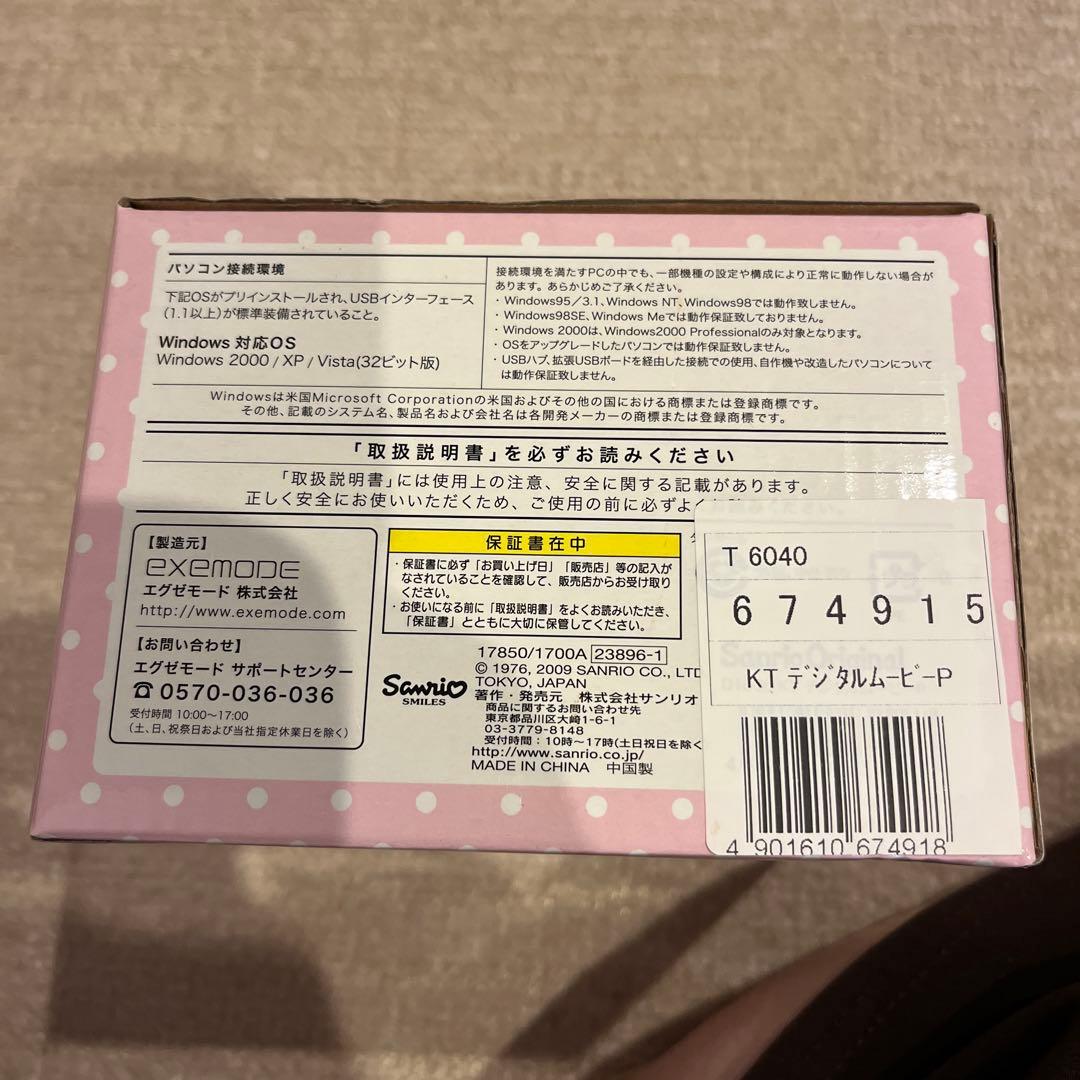 パソコン接続環境
下記OSがプリインストールされ、USBインターフェース
(1.1以上)が標準装備されていること。
Windows 対応OS
Windows 2000 / XP / Vista(32ビット版)
接続環境を満たすPCの中でも、一部機種の設定や構成により正常に動作しない場合が
あります。あらかじめご了承ください。
・Windows95／3.1、Windows NT、Windows98では動作致しません。
・Windows98SE、Windows Meでは動作保証致しておりません。
・Windows 2000は、Windows2000 Professionalのみ対象となります。
・OSをアップグレードしたパソコンでは動作保証致しません。
・USBハブ、拡張USBボードを経由した接続での使用、自作機や改造したパソコンについて
は動作保証致しません。
Windowsは米国Microsoft Corporationの米国およびその他の国における商標または登録商標です。
その他、記載のシステム名、製品名および会社名は各開発メーカーの商標または登録商標です。
「取扱説明書」を必ずお読みください
「取扱説明書」には使用上の注意、安全に関する記載があります。
正しく安全にお使いいただくため、ご使用の前に必ずよく
【製造元】
exemode
エグゼモード 株式会社
http://www.exemode.com
【お問い合わせ】
エグゼモード サポートセンター
☎ 0570-036-036
受付時間 10:00〜17:00
(土、日、祝祭日および当社指定休業日を除く)
保証書在中
・保証書に必ず「お買い上げ日」「販売店」等の記入が
なされていることを確認して、販売店からお受け取り
ください。
・お使いになる前に「取扱説明書」をよくお読みいただき、
「保証書」とともに大切に保管してください。
17850/1700A 23896-1
Sanrio
SMILES
© 1976, 2009 SANRIO CO., LTD
TOKYO, JAPAN
著作・発売元 株式会社サンリオ
商品に関するお問い合わせ先
東京都品川区大崎1-6-1
03-3779-8148
受付時間：10時〜17時(土日祝日を除く
http://www.sanrio.co.jp/
MADE IN CHINA 中国製
T 6040
674915
KT デジタルムービーP
4 901610 674918